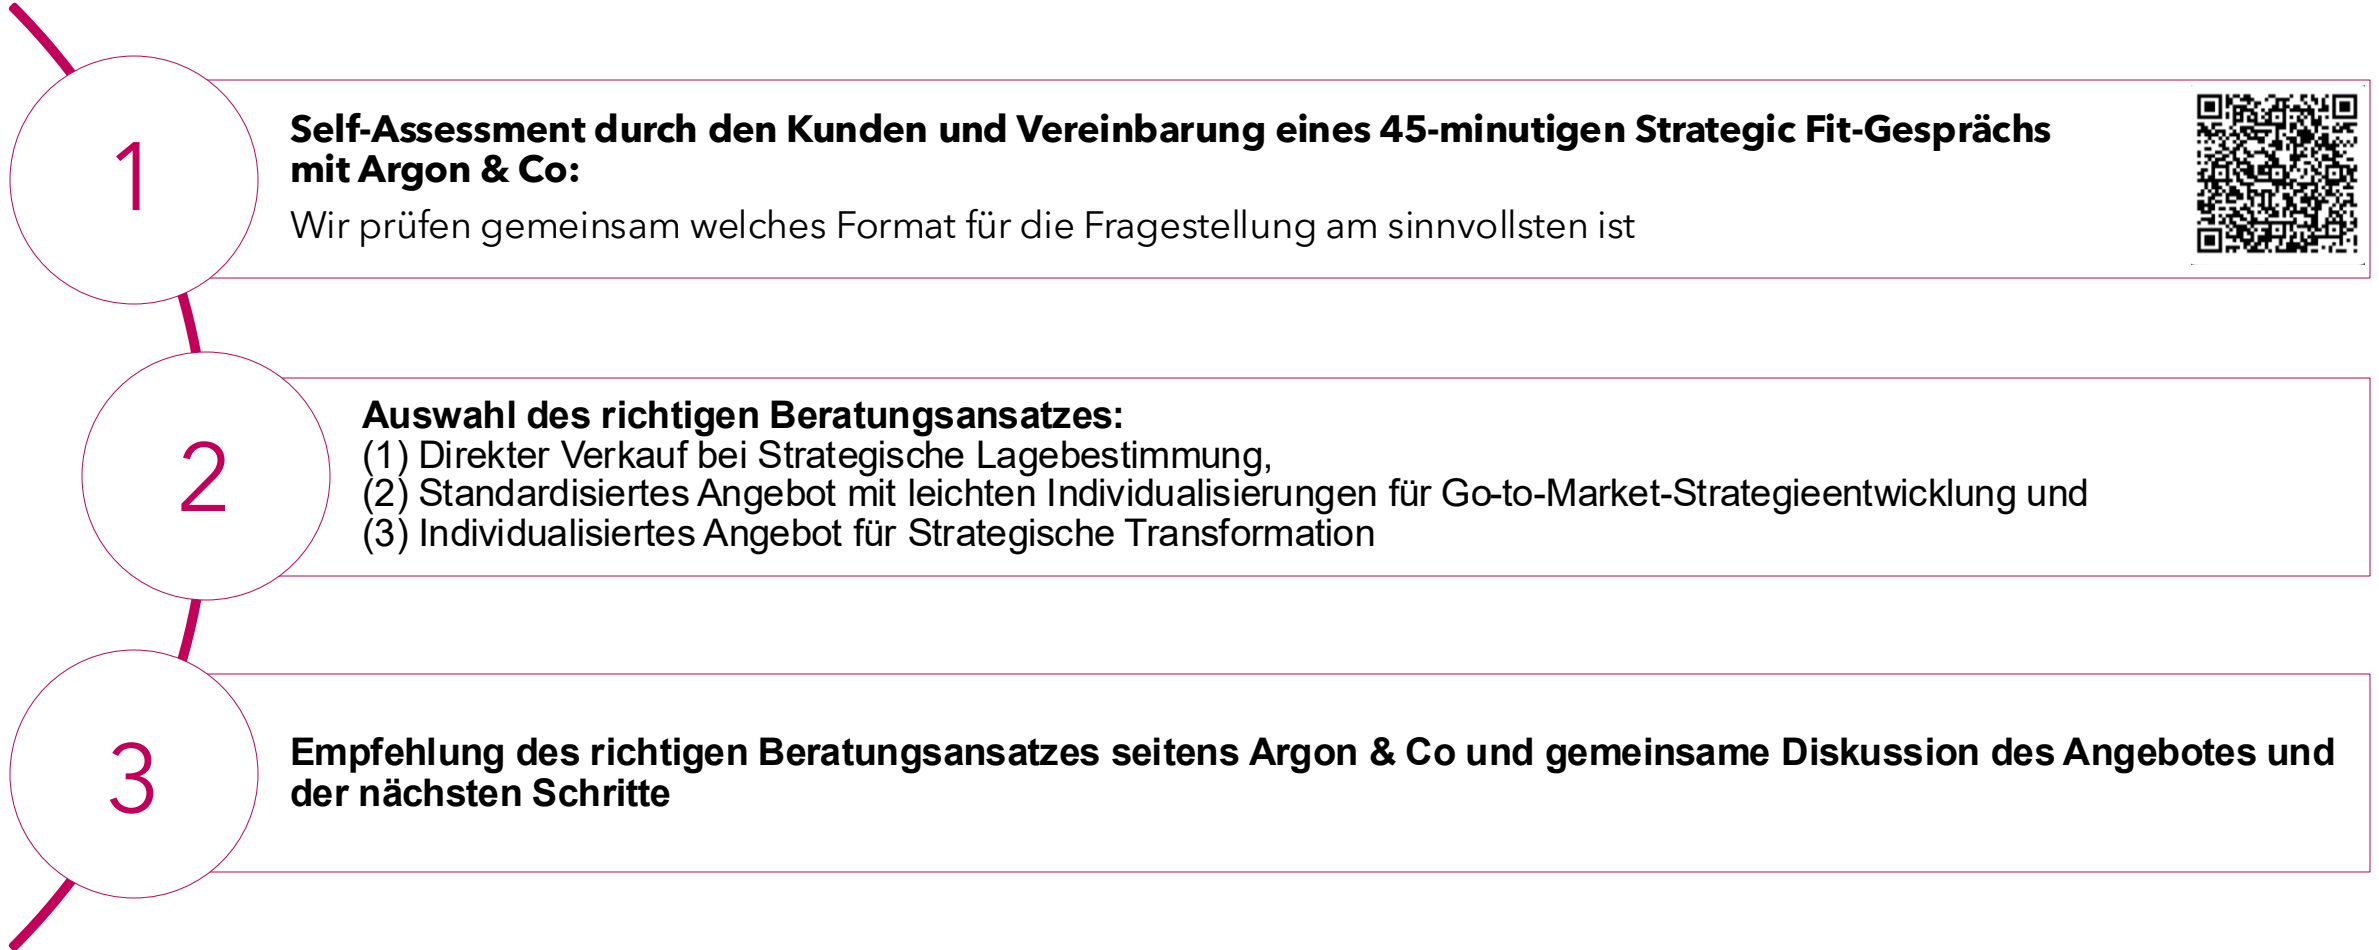 1
Self-Assessment durch den Kunden und Vereinbarung eines 45-minutigen Strategic Fit-Gesprächs
mit Argon & Co:
Wir prüfen gemeinsam welches Format für die Fragestellung am sinnvollsten ist
2
Auswahl des richtigen Beratungsansatzes:
(1) Direkter Verkauf bei Strategische Lagebestimmung,
(2) Standardisiertes Angebot mit leichten Individualisierungen für Go-to-Market-Strategieentwicklung und
(3) Individualisiertes Angebot für Strategische Transformation
3
Empfehlung des richtigen Beratungsansatzes seitens Argon & Co und gemeinsame Diskussion des Angebotes und
der nächsten Schritte